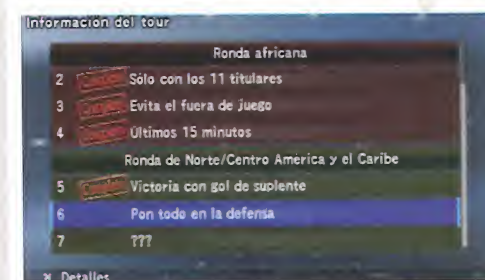 Información del tour
Ronda africana
2 Sólo con los 11 titulares
3 Evita el fuera de juego
4 Últimos 15 minutos
Ronda de Norte/Centro América y el Caribe
5 Victoria con gol de suplente
6 Pon todo en la defensa
7 ???
× Detalles